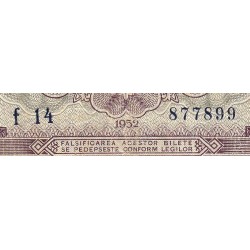 f 14 1952 877899
FALSIFICAREA ACESTOR BILETE
SE PEDEPSEȘTE CONFORM LEGILOR